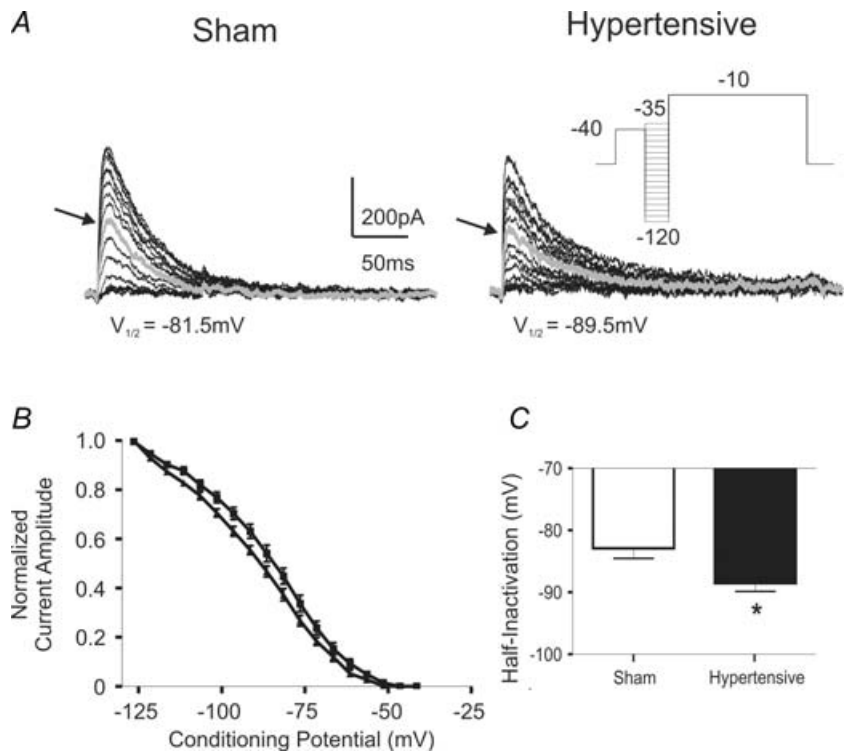 A
Sham
Hypertensive
-10
-35
-40
-120
200pA
50ms
V1/2 = -81.5mV
V1/2 = -89.5mV
B
Normalized
Current Amplitude
1.0
0.8
0.6
0.4
0.2
0
-125
-100
-75
-50
-25
Conditioning Potential (mV)
C
Half-Inactivation (mV)
-70
-80
-90
-100
*
Sham
Hypertensive